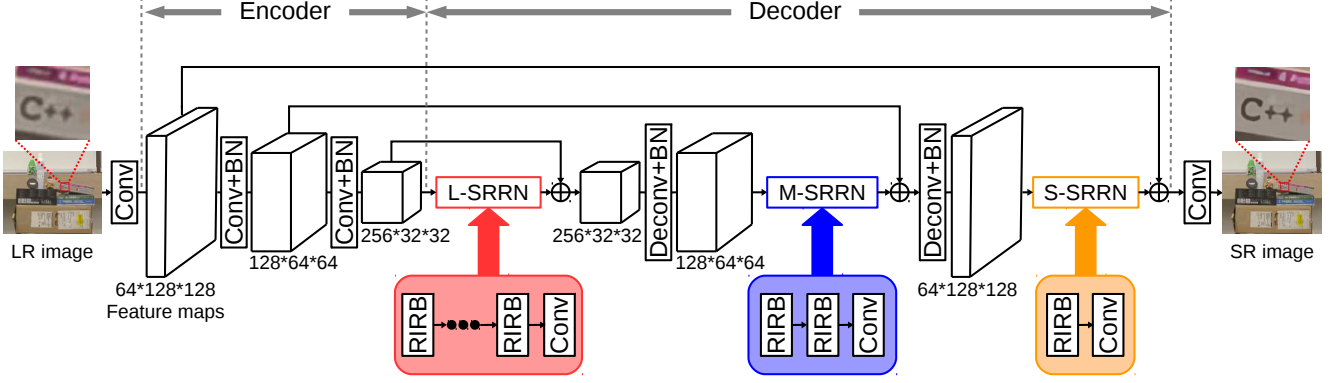 Encoder
Decoder
C++
C++
Conv
Conv+BN
Conv+BN
L-SRRN
Deconv+BN
M-SRRN
Deconv+BN
S-SRRN
Conv
LR image
256*32*32
256*32*32
SR image
128*64*64
128*64*64
64*128*128
64*128*128
Feature maps
RIRB
RIRB
Conv
RIRB
RIRB
Conv
RIRB
Conv